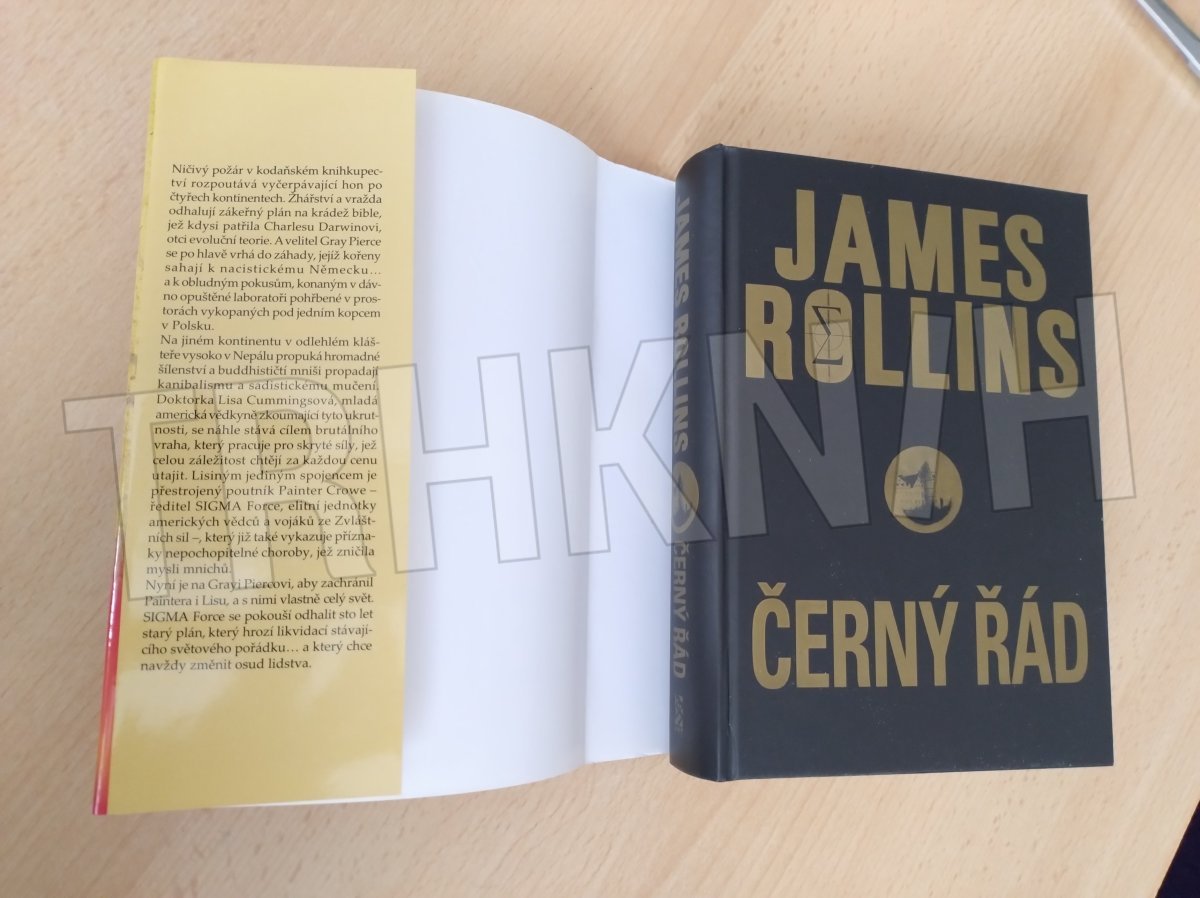 Ničivý požár v kodaňském knihkupec-
tví rozpoutává vyčerpávající hon po
čtyřech kontinentech. Žhářství a vražda
odhalují zákeřný plán na krádež bible,
jež kdysi patřila Charlesu Darwinovi,
otci evoluční teorie. A velitel Gray Pierce
se po hlavě vrhá do záhady, jejíž kořeny
sahají k nacistickému Německu...
a k obludným pokusům, konaným v dáv-
no opuštěné laboratoři pohřbené v pros-
torách vykopaných pod jedním kopcem
v Polsku.
Na jiném kontinentu v odlehlém kláš-
teře vysoko v Nepálu propuká hromadné
šílenství a buddhističtí mniši propadají
kanibalismu a sadistickému mučení.
Doktorka Lisa Cummingsová, mladá
americká vědkyně zkoumající tyto ukrut-
nosti, se náhle stává cílem brutálního
vraha, který pracuje pro skryté síly, jež
celou záležitost chtějí za každou cenu
utajit. Lisiným jediným spojencem je
přestrojený poutník Painter Crowe –
ředitel SIGMA Force, elitní jednotky
amerických vědců a vojáků ze Zvlášt-
ních sil –, který již také vykazuje přízna-
ky nepochopitelné choroby, jež zničila
mysli mnichů.
Nyní je na Grayi Piercovi, aby zachránil
Paintera i Lisu, a s nimi vlastně celý svět.
SIGMA Force se pokouší odhalit sto let
starý plán, který hrozí likvidací stávají-
cího světového pořádku... a který chce
navždy změnit osud lidstva.
JAMES ROLLINS ČERNÝ ŘÁD
JAMES
ROLLINS
Σ
ČERNÝ ŘÁD
TRHKNIH